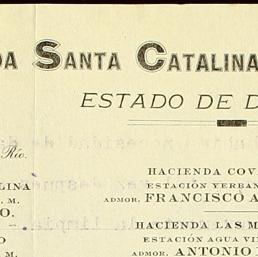 DA SANTA CATALINA
ESTADO DE D
Río.
HACIENDA COV
ESTACIÓN YERBAN
ADMOR. FRANCISCO A
LINA
. M.
O.
HACIENDA LAS M
ESTACIÓN AGUA VI
ADMOR. ANTONIO
O
. M.